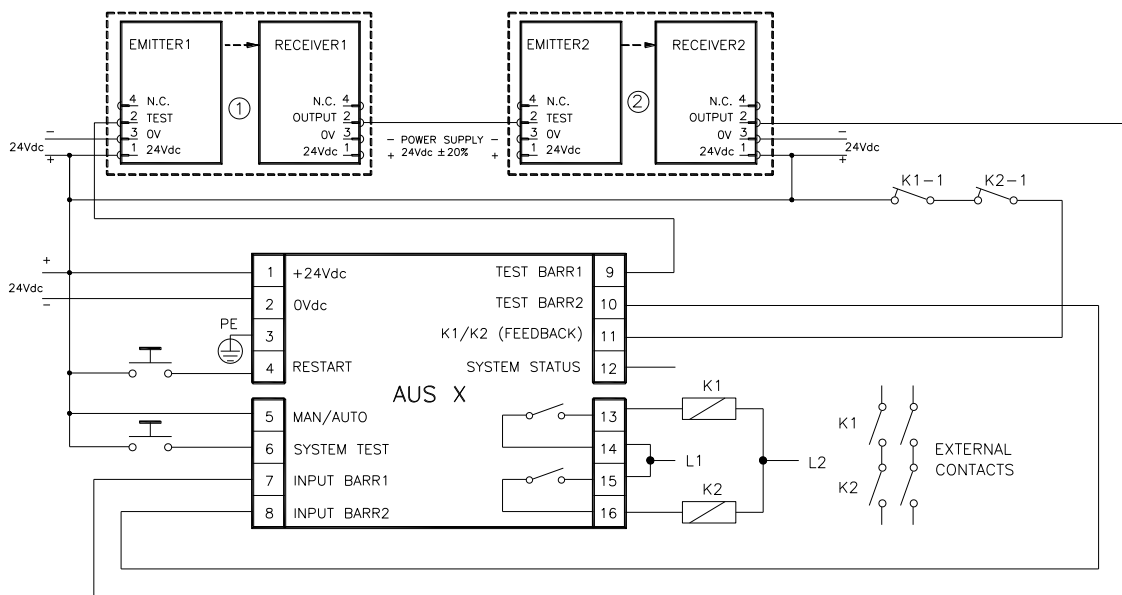 EMITTER1
RECEIVER1
EMITTER2
RECEIVER2
4 N.C.
2 TEST
3 0V
1 24Vdc
1
N.C. 4
OUTPUT 2
0V 3
24Vdc 1
4 N.C.
2 TEST
3 0V
1 24Vdc
2
N.C. 4
OUTPUT 2
0V 3
24Vdc 1
−
24Vdc
+
− POWER SUPPLY −
+ 24Vdc ±20% +
−
24Vdc
+
K1-1
K2-1
+
24Vdc
−
PE
1 +24Vdc
2 0Vdc
3
4 RESTART
AUS X
5 MAN/AUTO
6 SYSTEM TEST
7 INPUT BARR1
8 INPUT BARR2
TEST BARR1 9
TEST BARR2 10
K1/K2 (FEEDBACK) 11
SYSTEM STATUS 12
13
14
15
16
K1
L1
L2
K2
K1
K2
EXTERNAL
CONTACTS